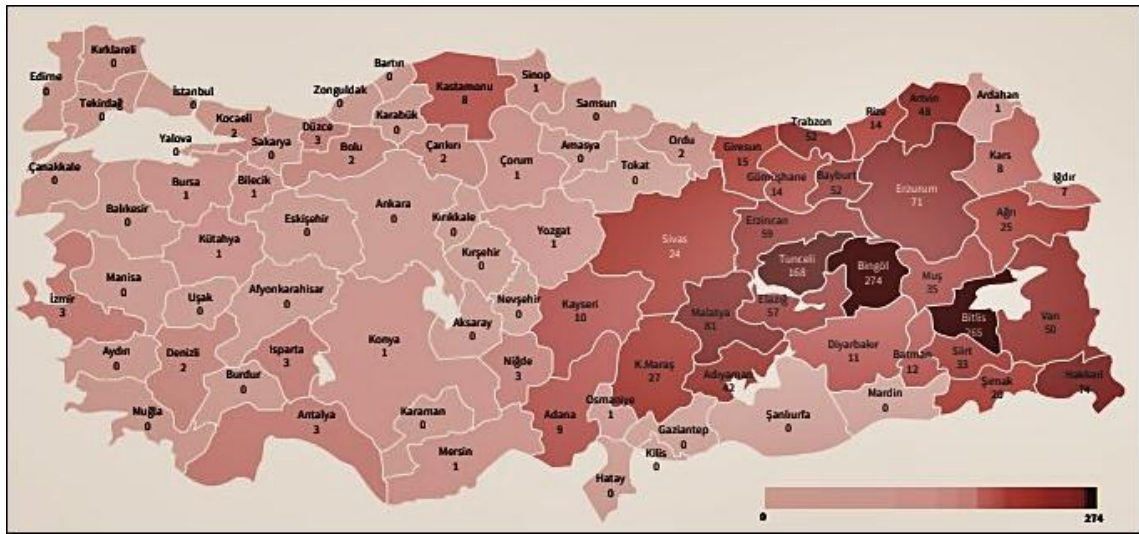 Kırklareli
0
Edirne
0
Tekirdağ
0
İstanbul
0
Kocaeli
2
Yalova
0
Sakarya
0
Düzce
3
Zonguldak
0
Bartın
0
Karabük
0
Kastamonu
8
Sinop
1
Samsun
0
Bolu
2
Çankırı
2
Çorum
1
Amasya
0
Ordu
2
Tokat
0
Giresun
15
Trabzon
52
Rize
14
Artvin
48
Ardahan
1
Gümüşhane
14
Bayburt
52
Erzurum
71
Kars
8
Iğdır
7
Ağrı
25
Çanakkale
0
Balıkesir
0
Bursa
1
Bilecik
1
Eskişehir
0
Ankara
0
Kırıkkale
0
Kırşehir
0
Yozgat
1
Sivas
24
Erzincan
59
Tunceli
168
Bingöl
274
Muş
35
Bitlis
265
Van
50
Kütahya
1
Manisa
0
İzmir
3
Uşak
0
Afyonkarahisar
0
Konya
1
Aksaray
0
Nevşehir
0
Kayseri
10
Malatya
81
Elazığ
57
Diyarbakır
11
Batman
12
Siirt
33
Şırnak
Hakkari
74
Aydın
0
Denizli
2
Isparta
3
Burdur
0
Niğde
3
K.Maraş
27
Adıyaman
42
Muğla
0
Antalya
3
Karaman
0
Mersin
1
Adana
9
Osmaniye
1
Gaziantep
0
Kilis
0
Hatay
0
Şanlıurfa
0
Mardin
0
0
274